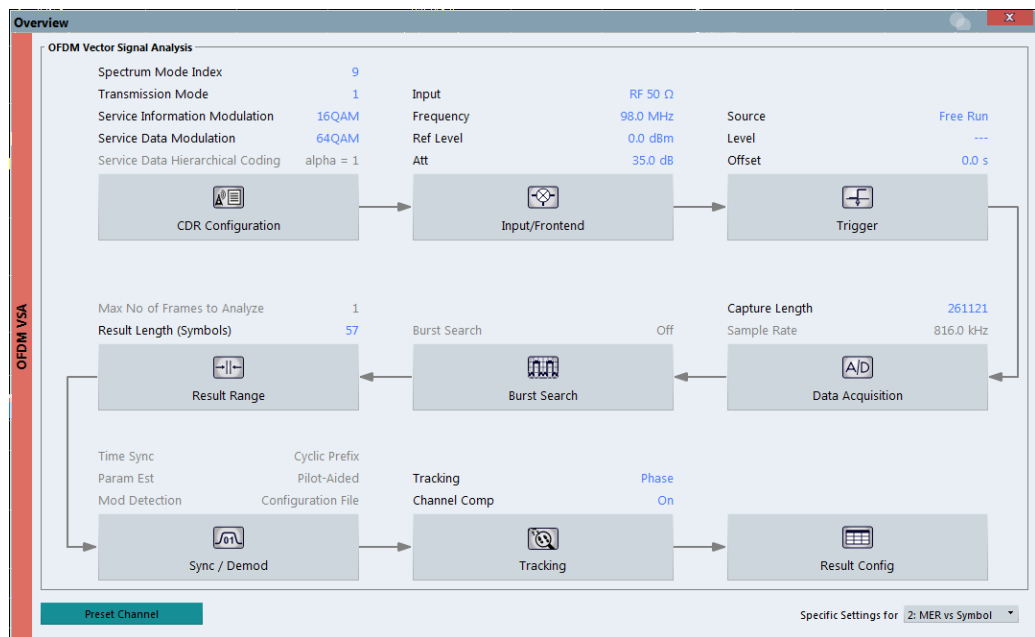 Overview
X
OFDM VSA
OFDM Vector Signal Analysis
Spectrum Mode Index 9
Transmission Mode 1
Service Information Modulation 16QAM
Service Data Modulation 64QAM
Service Data Hierarchical Coding alpha = 1
CDR Configuration
Input RF 50 Ω
Frequency 98.0 MHz
Ref Level 0.0 dBm
Att 35.0 dB
Input/Frontend
Source Free Run
Level ---
Offset 0.0 s
Trigger
Max No of Frames to Analyze 1
Result Length (Symbols) 57
Result Range
Burst Search Off
Burst Search
Capture Length 261121
Sample Rate 816.0 kHz
A/D
Data Acquisition
Time Sync Cyclic Prefix
Param Est Pilot-Aided
Mod Detection Configuration File
01
Sync / Demod
Tracking Phase
Channel Comp On
Tracking
Result Config
Preset Channel
Specific Settings for 2: MER vs Symbol